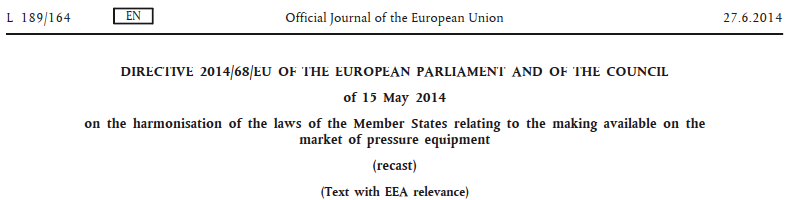 L 189/164 EN Official Journal of the European Union 27.6.2014
DIRECTIVE 2014/68/EU OF THE EUROPEAN PARLIAMENT AND OF THE COUNCIL
of 15 May 2014
on the harmonisation of the laws of the Member States relating to the making available on the
market of pressure equipment
(recast)
(Text with EEA relevance)